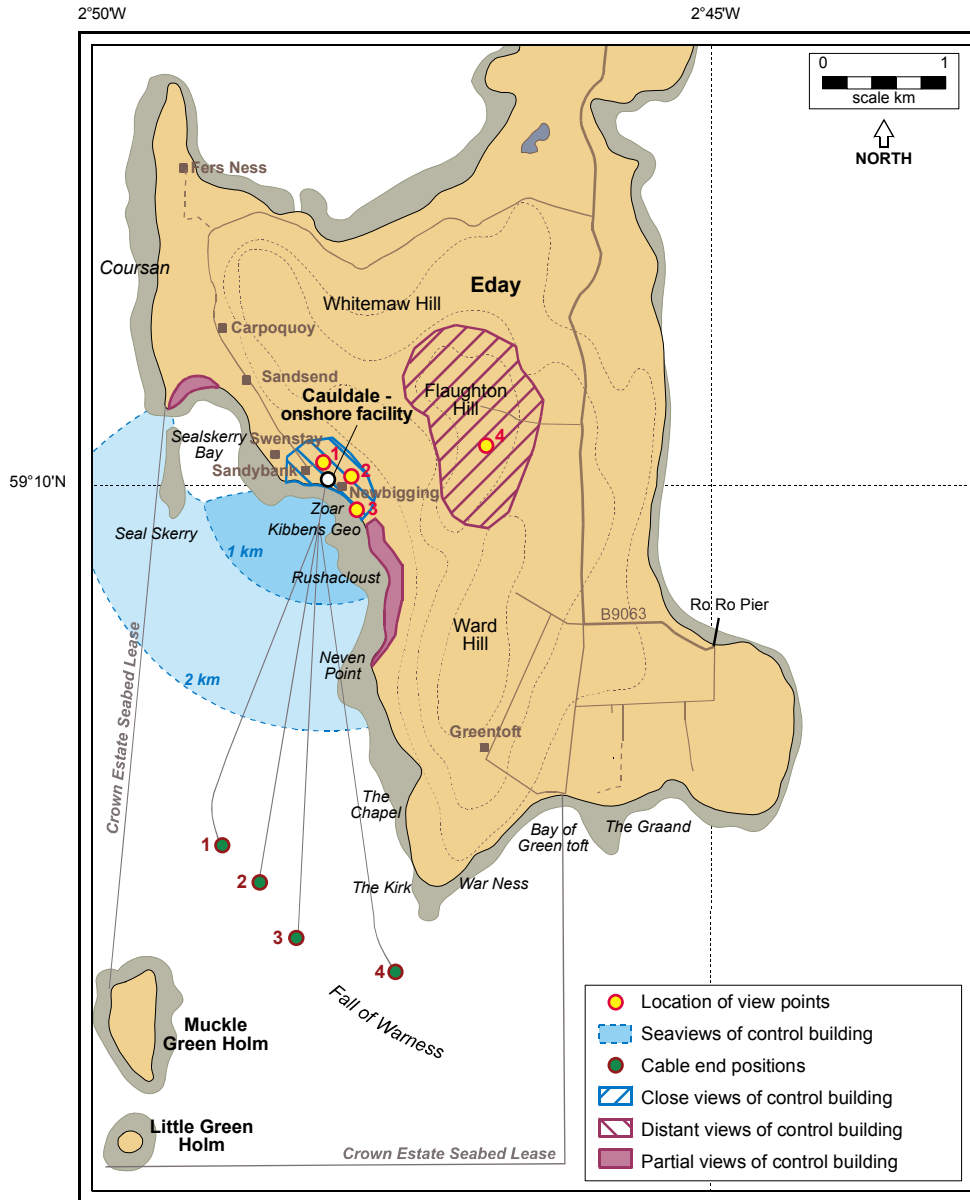 2°50'W
2°45'W
0
1
scale km
NORTH
Fers Ness
Coursan
Eday
Whitemaw Hill
Carpoquoy
Sandsend
Flaughton
Hill
Cauldale -
onshore facility
Sealskerry
Bay
Swenstay
1
4
Sandybank
2
59°10'N
Newbigging
Zoar
3
Seal Skerry
Kibbens Geo
1 km
Rushacloust
Ro Ro Pier
B9063
Ward
Hill
Neven
Point
2 km
Crown Estate Seabed Lease
Greentoft
The
Chapel
Bay of
Green toft
The Graand
1
2
The Kirk
War Ness
3
4
Fall of Warness
Muckle
Green Holm
Little Green
Holm
Crown Estate Seabed Lease
Location of view points
Seaviews of control building
Cable end positions
Close views of control building
Distant views of control building
Partial views of control building